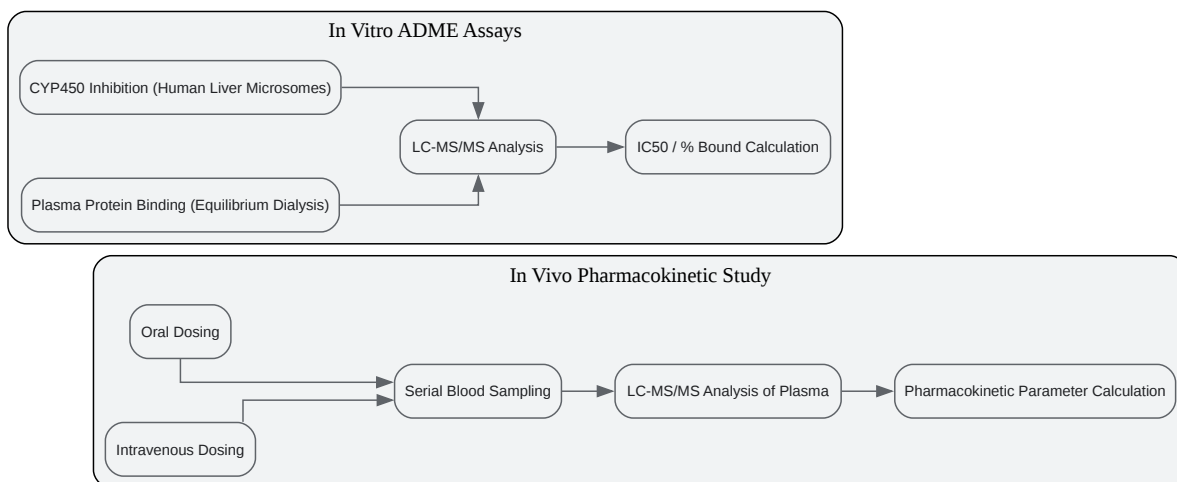 In Vitro ADME Assays
CYP450 Inhibition (Human Liver Microsomes)
LC-MS/MS Analysis
IC50 / % Bound Calculation
Plasma Protein Binding (Equilibrium Dialysis)
In Vivo Pharmacokinetic Study
Oral Dosing
Serial Blood Sampling
LC-MS/MS Analysis of Plasma
Pharmacokinetic Parameter Calculation
Intravenous Dosing